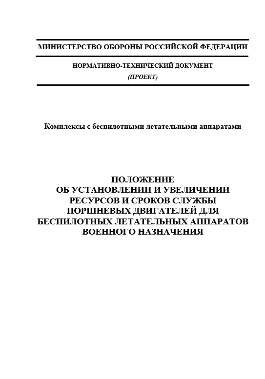 МИНИСТЕРСТВО ОБОРОНЫ РОССИЙСКОЙ ФЕДЕРАЦИИ
НОРМАТИВНО-ТЕХНИЧЕСКИЙ ДОКУМЕНТ
(ПРОЕКТ)
Комплексы с беспилотными летательными аппаратами
ПОЛОЖЕНИЕ
ОБ УСТАНОВЛЕНИИ И УВЕЛИЧЕНИИ
РЕСУРСОВ И СРОКОВ СЛУЖБЫ
ПОРШНЕВЫХ ДВИГАТЕЛЕЙ ДЛЯ
БЕСПИЛОТНЫХ ЛЕТАТЕЛЬНЫХ АППАРАТОВ
ВОЕННОГО НАЗНАЧЕНИЯ